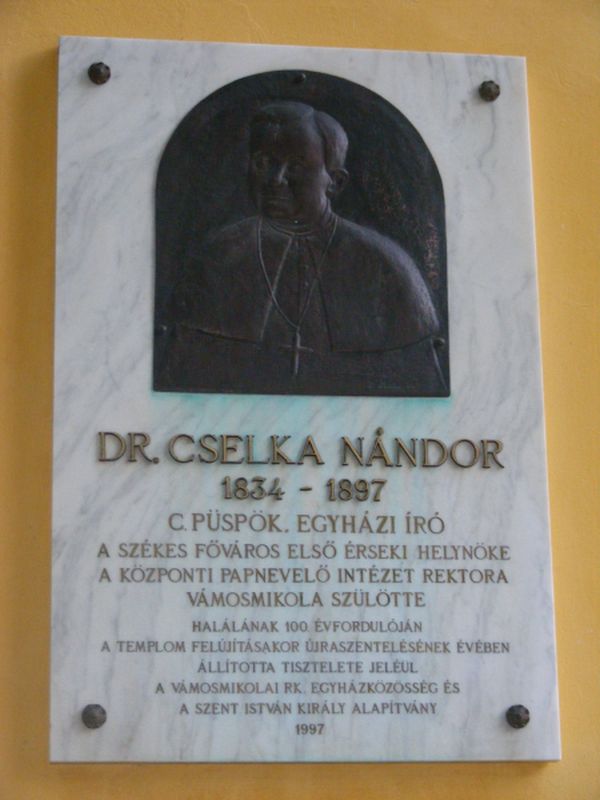 DR. CSELKA NÁNDOR
1834 - 1897
C. PÜSPÖK. EGYHÁZI ÍRÓ
A SZÉKES FŐVÁROS ELSŐ ÉRSEKI HELYNÖKE
A KÖZPONTI PAPNEVELŐ INTÉZET REKTORA
VÁMOSMIKOLA SZÜLÖTTE
HALÁLÁNAK 100. ÉVFORDULÓJÁN
A TEMPLOM FELÚJÍTÁSAKOR ÚJRASZENTELÉSÉNEK ÉVÉBEN
ÁLLÍTOTTA TISZTELETE JELÉÜL
A VÁMOSMIKOLAI RK. EGYHÁZKÖZÖSSÉG ÉS
A SZENT ISTVÁN KIRÁLY ALAPÍTVÁNY
1997